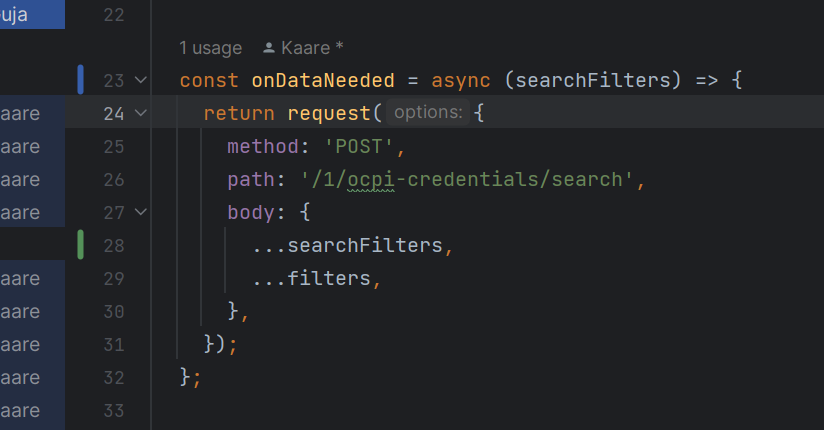 uja
22
1 usage Kaare *
23 const onDataNeeded = async (searchFilters) => {
aare 24 return request( options: {
aare 25 method: 'POST',
aare 26 path: '/1/ocpi-credentials/search',
aare 27 body: {
28 ...searchFilters,
aare 29 ...filters,
aare 30 },
aare 31 });
aare 32 };
aare 33